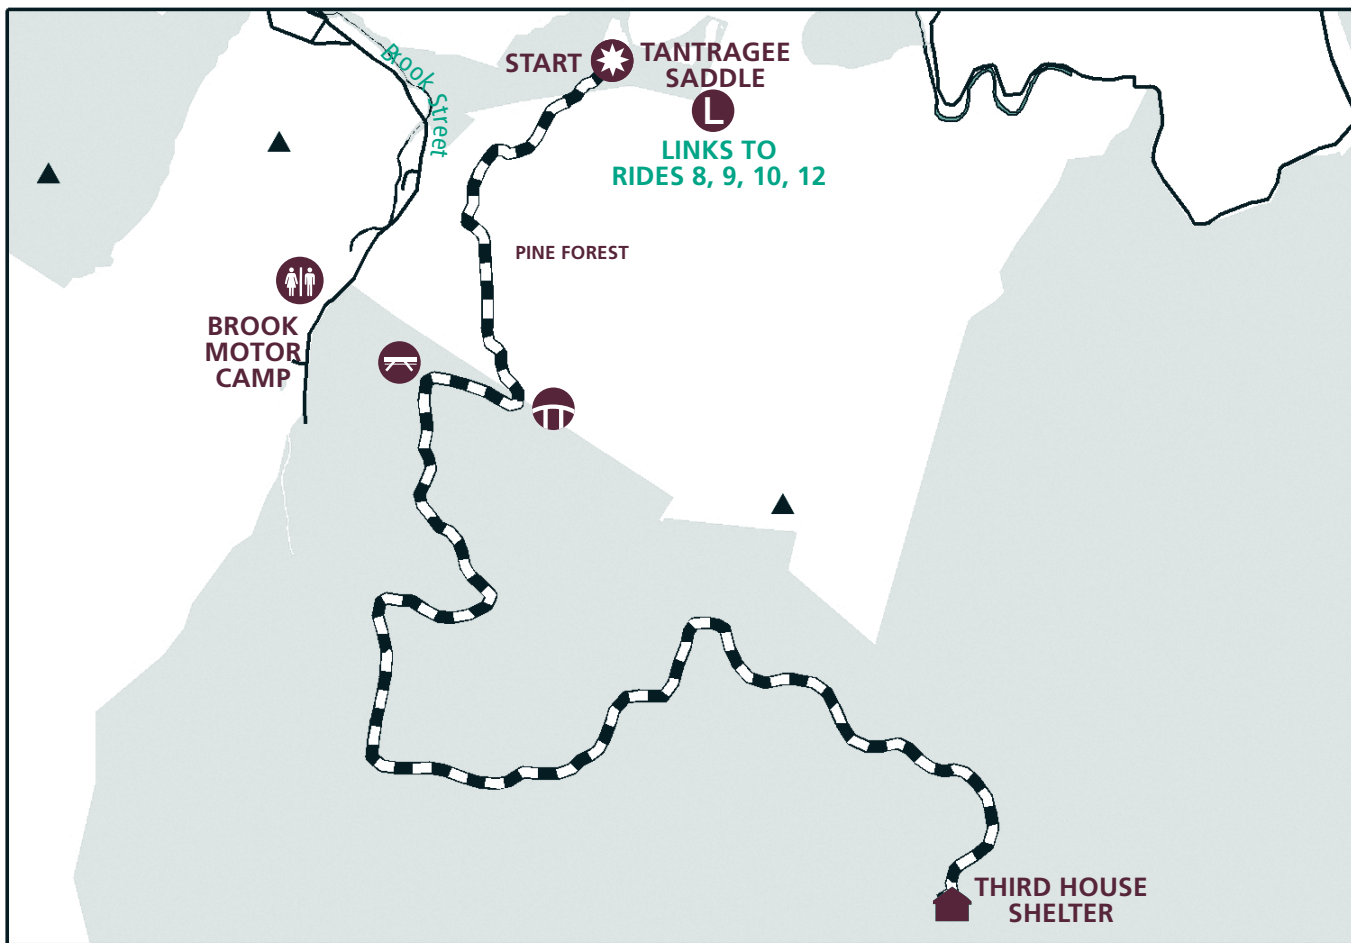 Brook Street
START
TANTRAGEE
SADDLE
L
LINKS TO
RIDES 8, 9, 10, 12
PINE FOREST
BROOK
MOTOR
CAMP
THIRD HOUSE
SHELTER